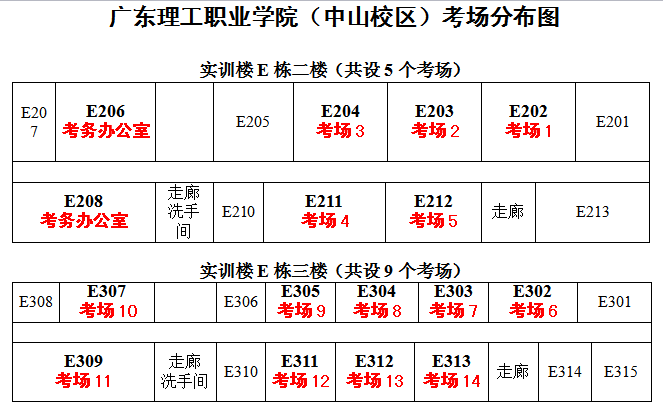 广东理工职业学院（中山校区）考场分布图
实训楼 E 栋二楼（共设 5 个考场）
E20
7
E206
考务办公室
E205
E204
考场 3
E203
考场 2
E202
考场 1
E201
E208
考务办公室
走廊
洗手
间
E210
E211
考场 4
E212
考场 5
走廊
E213
实训楼 E 栋三楼（共设 9 个考场）
E308
E307
考场 10
E306
E305
考场 9
E304
考场 8
E303
考场 7
E302
考场 6
E301
E309
考场 11
走廊
洗手间
E310
E311
考场 12
E312
考场 13
E313
考场 14
走廊
E314
E315